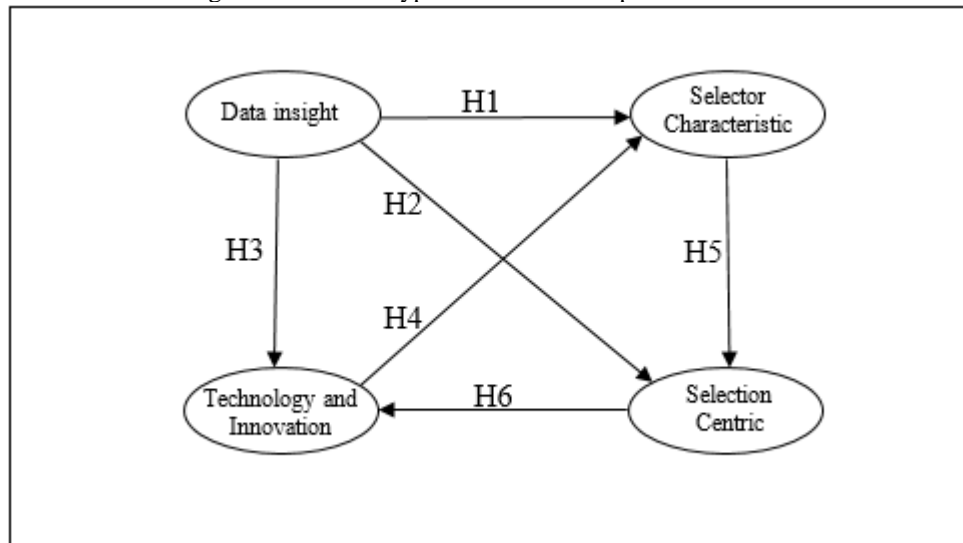 Data insight
H1
Selector
Characteristic
H2
H3
H5
H4
Technology and
Innovation
H6
Selection
Centric